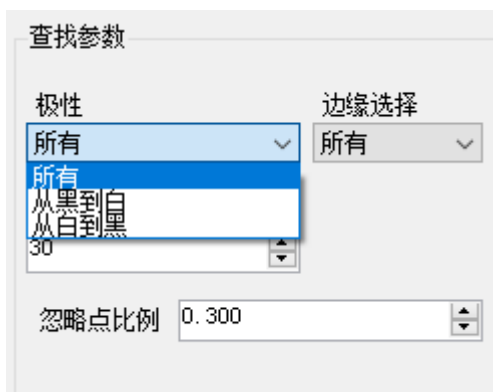 查找参数
极性 边缘选择
所有 所有
所有
从黑到白
从白到黑
30
忽略点比例 0.300